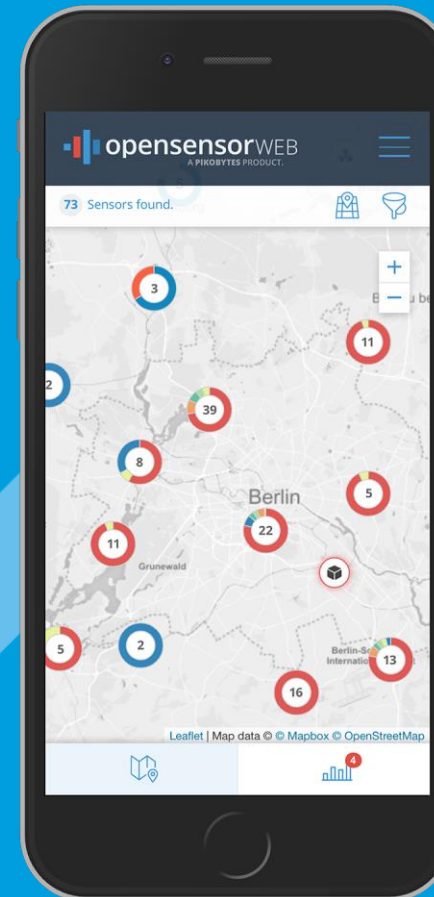 opensensorWEB
A PIKOBYTES PRODUCT.
73 Sensors found.
+
−
3
11
2
39
8
Berlin
5
22
11
Grunewald
5
2
13
16
Leaflet | Map data © © Mapbox © OpenStreetMap
4